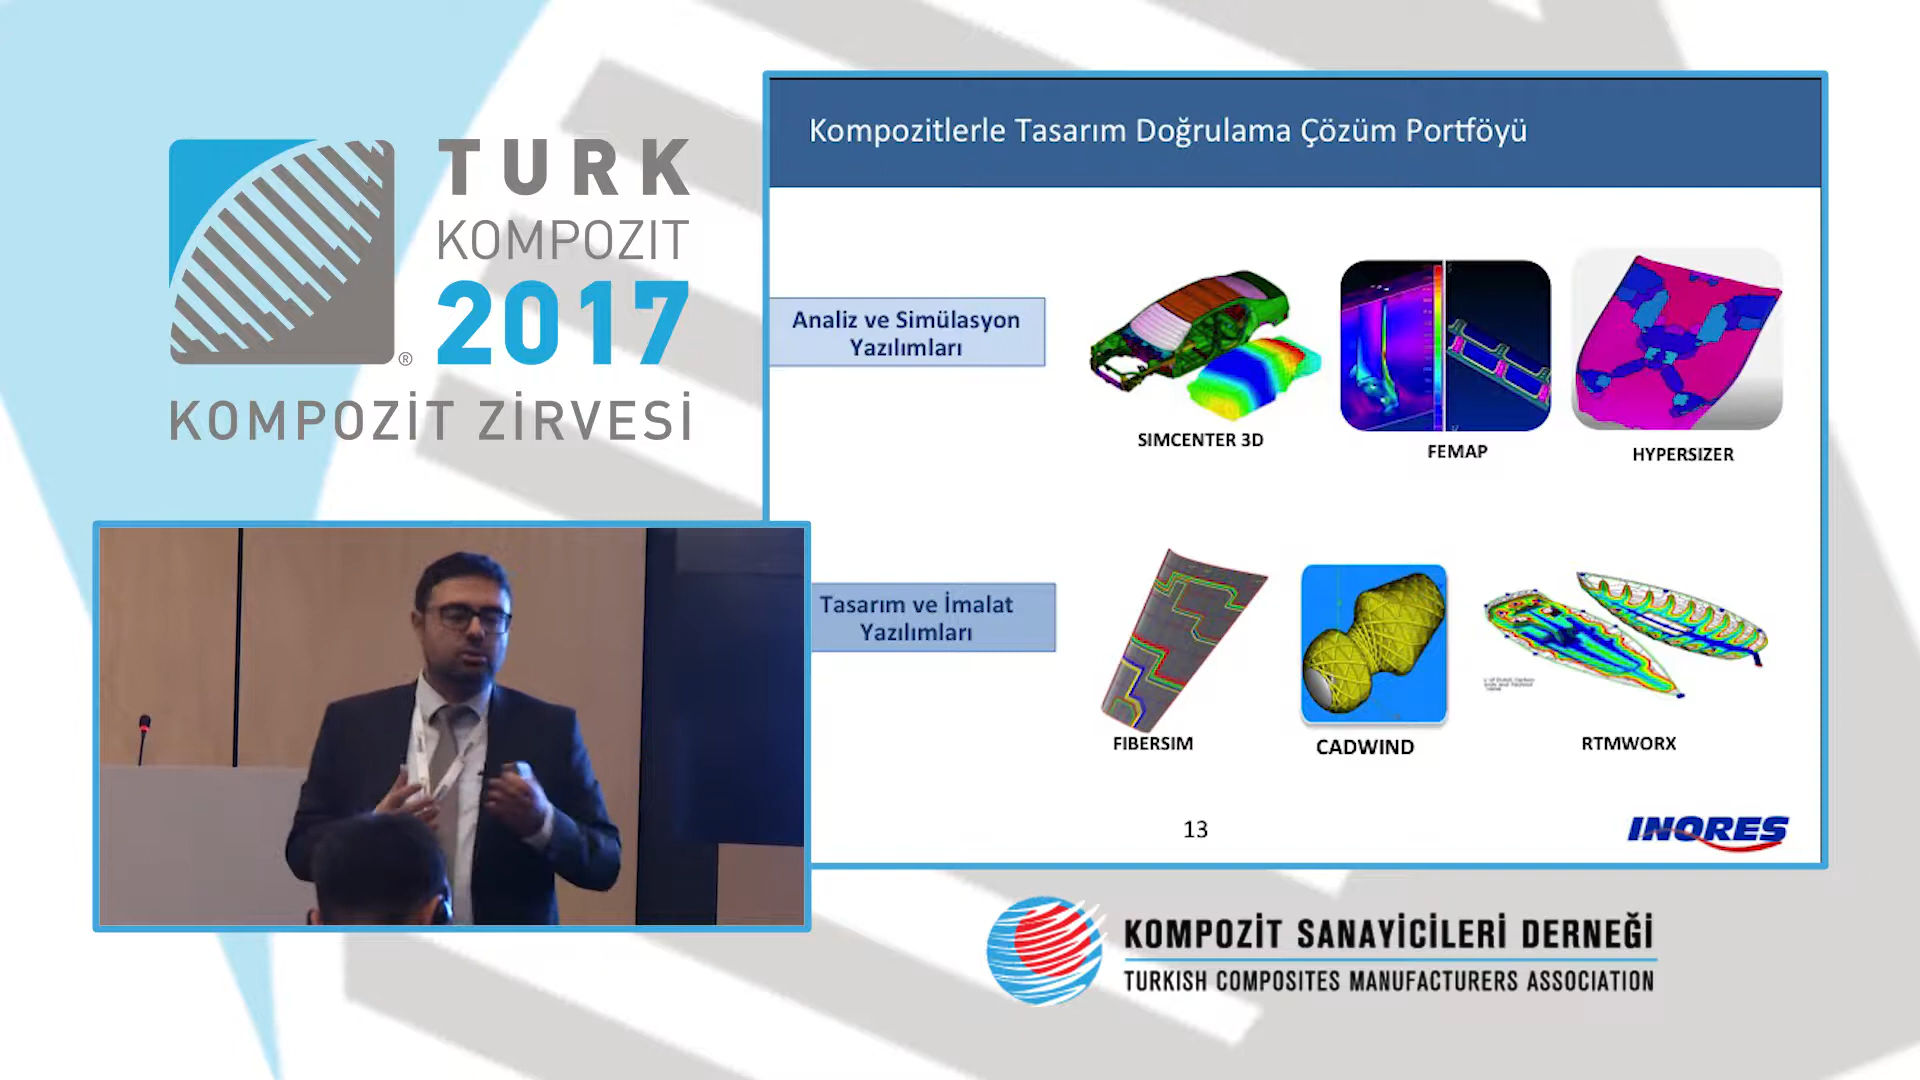 TURK
KOMPOZIT
2017
®
KOMPOZİT ZİRVESİ
Kompozitlerle Tasarım Doğrulama Çözüm Portföyü
Analiz ve Simülasyon
Yazılımları
SIMCENTER 3D
FEMAP
HYPERSIZER
Tasarım ve İmalat
Yazılımları
FIBERSIM
CADWIND
RTMWORX
13
INORES
KOMPOZİT SANAYİCİLERİ DERNEĞİ
TURKISH COMPOSITES MANUFACTURERS ASSOCIATION